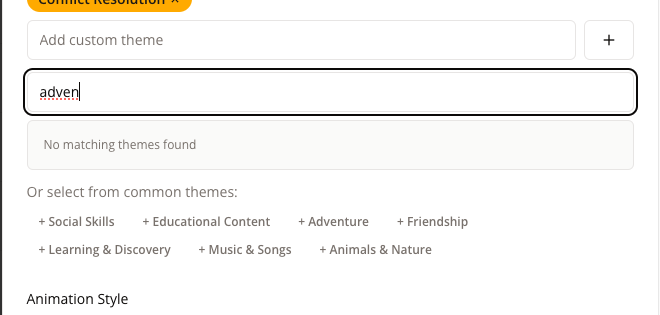 Conflict Resolution ×
Add custom theme +
adven
No matching themes found
Or select from common themes:
+ Social Skills + Educational Content + Adventure + Friendship
+ Learning & Discovery + Music & Songs + Animals & Nature
Animation Style